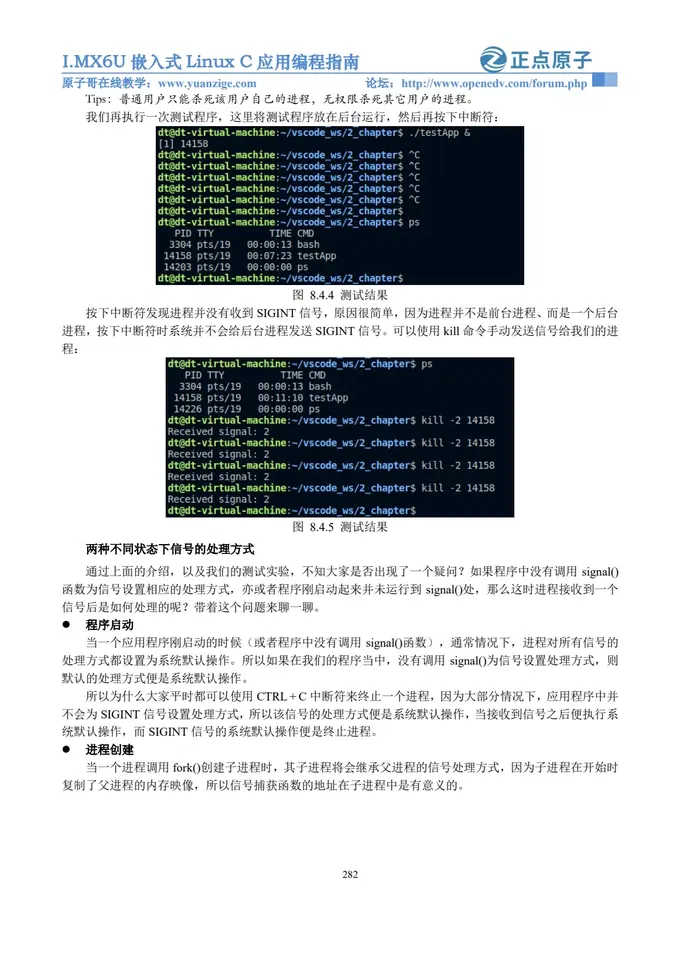 I.MX6U 嵌入式 Linux C 应用编程指南
正点原子
原子哥在线教学：www.yuanzige.com 论坛：http://www.openedv.com/forum.php
Tips：普通用户只能杀死该用户自己的进程，无权限杀死其它用户的进程。
我们再执行一次测试程序，这里将测试程序放在后台运行，然后再按下中断符：
dt@dt-virtual-machine:~/vscode_ws/2_chapter$ ./testApp &
[1] 14158
dt@dt-virtual-machine:~/vscode_ws/2_chapter$ ^C
dt@dt-virtual-machine:~/vscode_ws/2_chapter$ ^C
dt@dt-virtual-machine:~/vscode_ws/2_chapter$ ^C
dt@dt-virtual-machine:~/vscode_ws/2_chapter$ ^C
dt@dt-virtual-machine:~/vscode_ws/2_chapter$ ^C
dt@dt-virtual-machine:~/vscode_ws/2_chapter$
dt@dt-virtual-machine:~/vscode_ws/2_chapter$ ps
PID TTY TIME CMD
3304 pts/19 00:00:13 bash
14158 pts/19 00:07:23 testApp
14203 pts/19 00:00:00 ps
dt@dt-virtual-machine:~/vscode_ws/2_chapter$
图 8.4.4 测试结果
按下中断符发现进程并没有收到 SIGINT 信号，原因很简单，因为进程并不是前台进程、而是一个后台
进程，按下中断符时系统并不会给后台进程发送 SIGINT 信号。可以使用 kill 命令手动发送信号给我们的进
程：
dt@dt-virtual-machine:~/vscode_ws/2_chapter$ ps
PID TTY TIME CMD
3304 pts/19 00:00:13 bash
14158 pts/19 00:11:10 testApp
14226 pts/19 00:00:00 ps
dt@dt-virtual-machine:~/vscode_ws/2_chapter$ kill -2 14158
Received signal: 2
dt@dt-virtual-machine:~/vscode_ws/2_chapter$ kill -2 14158
Received signal: 2
dt@dt-virtual-machine:~/vscode_ws/2_chapter$ kill -2 14158
Received signal: 2
dt@dt-virtual-machine:~/vscode_ws/2_chapter$ kill -2 14158
Received signal: 2
dt@dt-virtual-machine:~/vscode_ws/2_chapter$
图 8.4.5 测试结果
两种不同状态下信号的处理方式
通过上面的介绍，以及我们的测试实验，不知大家是否出现了一个疑问？如果程序中没有调用 signal()
函数为信号设置相应的处理方式，亦或者程序刚启动起来并未运行到 signal()处，那么这时进程接收到一个
信号后是如何处理的呢？带着这个问题来聊一聊。
● 程序启动
当一个应用程序刚启动的时候（或者程序中没有调用 signal()函数），通常情况下，进程对所有信号的
处理方式都设置为系统默认操作。所以如果在我们的程序当中，没有调用 signal()为信号设置处理方式，则
默认的处理方式便是系统默认操作。
所以为什么大家平时都可以使用 CTRL + C 中断来终止一个进程，因为大部分情况下，应用程序中并
不会为 SIGINT 信号设置处理方式，所以该信号的处理方式便是系统默认操作，当接收到信号之后便执行系
统默认操作，而 SIGINT 信号的系统默认操作便是终止进程。
● 进程创建
当一个进程调用 fork()创建子进程时，其子进程将会继承父进程的信号处理方式，因为子进程在开始时
复制了父进程的内存映像，所以信号捕获函数的地址在子进程中是有意义的。
282